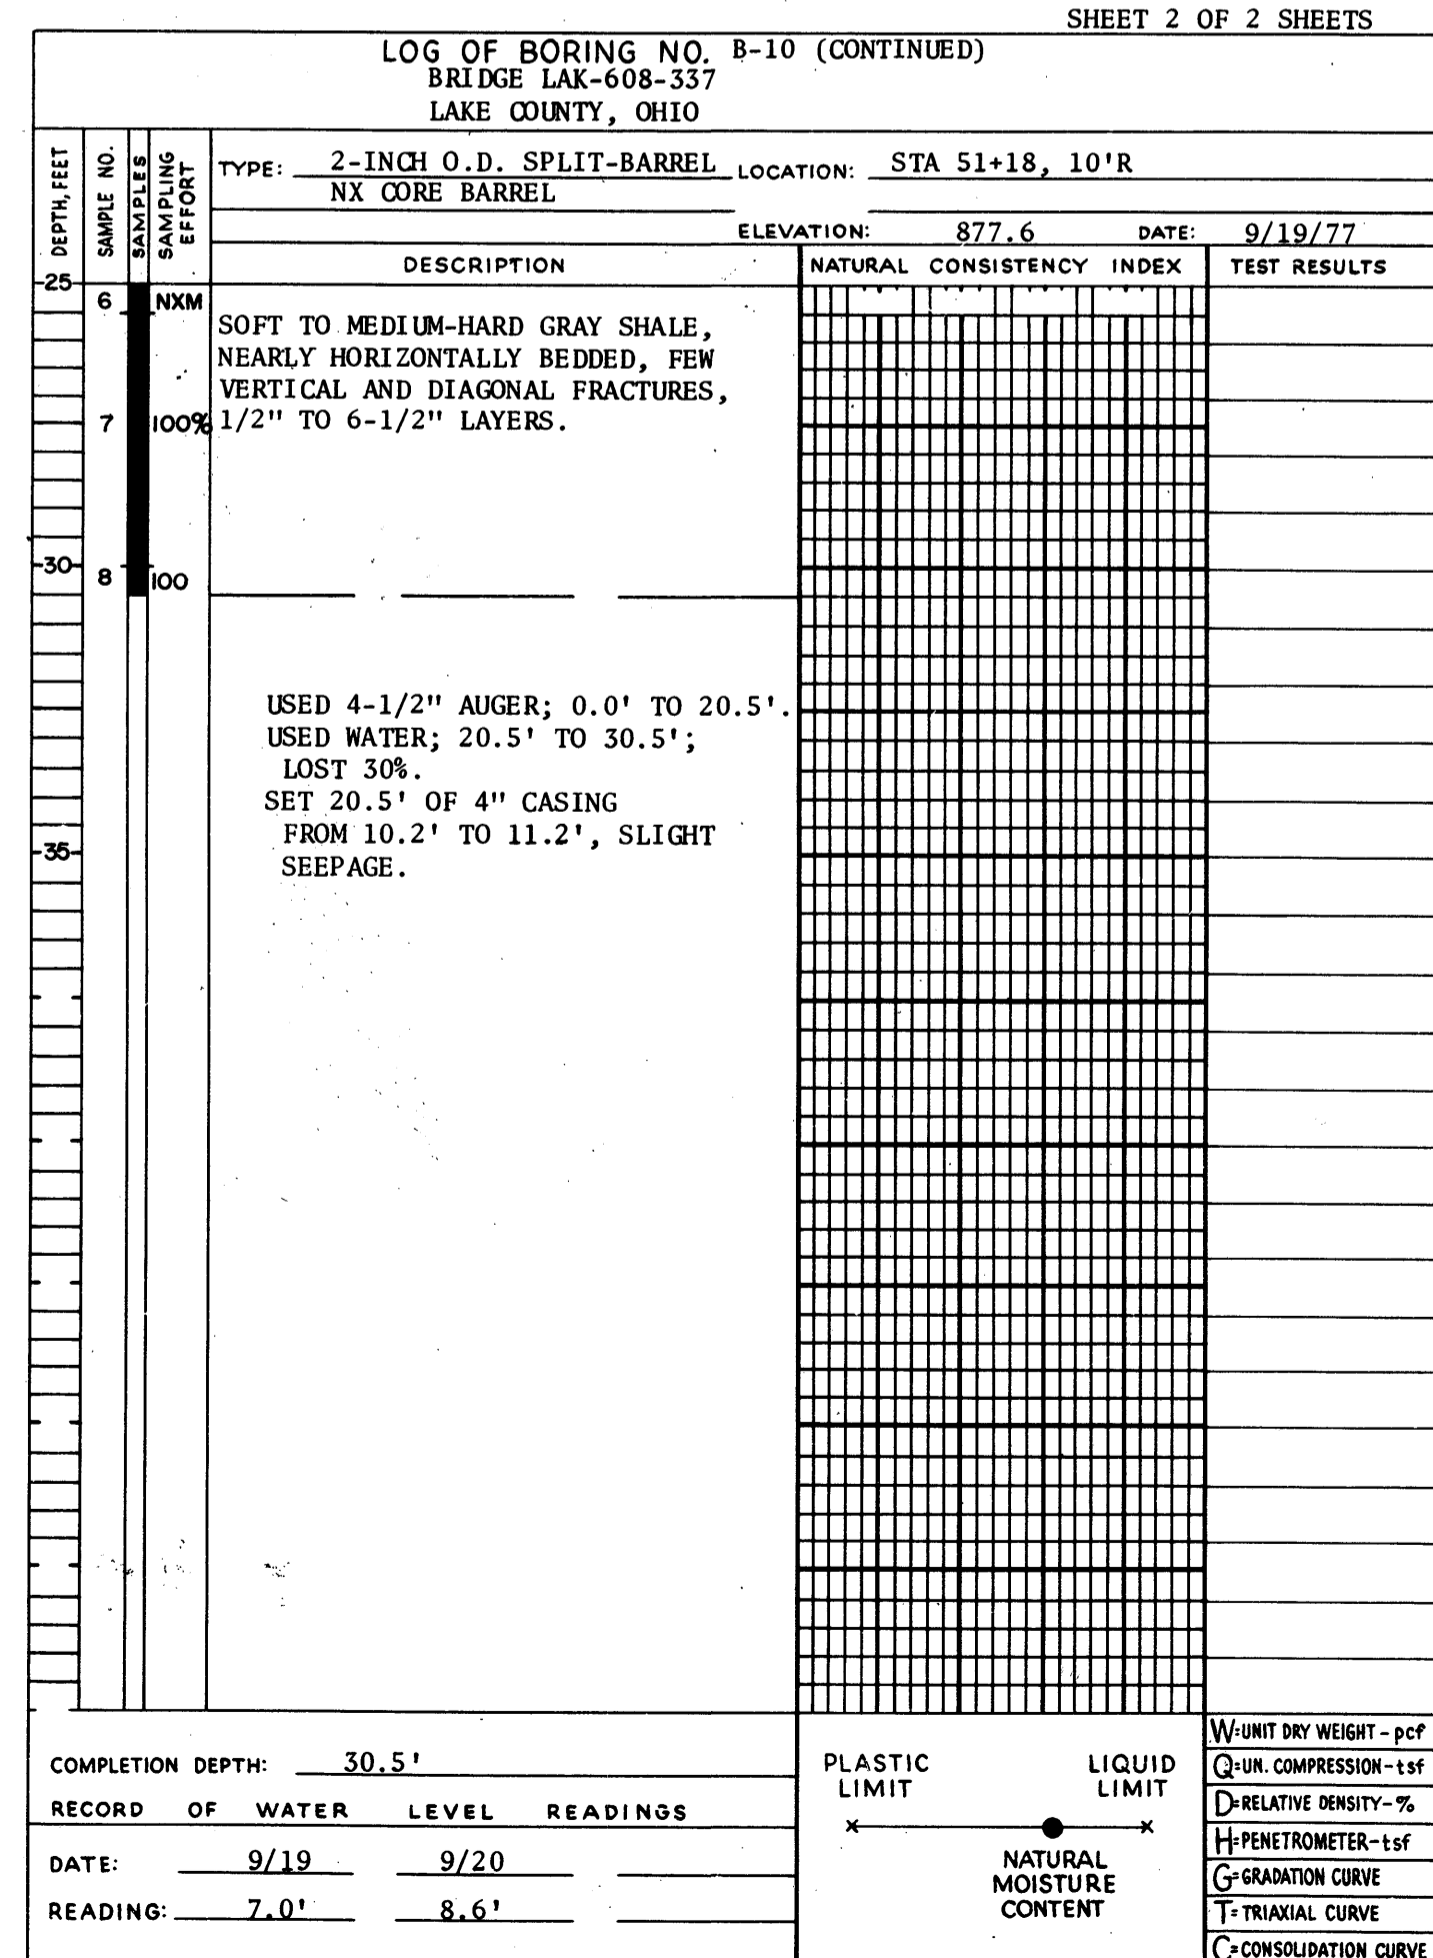 SHEET 2 OF 2 SHEETS
LOG OF BORING NO. B-10 (CONTINUED)
BRIDGE LAK-608-337
LAKE COUNTY, OHIO
DEPTH, FEET
SAMPLE NO.
SAMPLES
SAMPLING
EFFORT
TYPE: 2-INCH O.D. SPLIT-BARREL LOCATION: STA 51+18, 10'R
NX CORE BARREL
ELEVATION: 877.6 DATE: 9/19/77
DESCRIPTION NATURAL CONSISTENCY INDEX TEST RESULTS
-25-
6 NXM
SOFT TO MEDIUM-HARD GRAY SHALE,
NEARLY HORIZONTALLY BEDDED, FEW
VERTICAL AND DIAGONAL FRACTURES,
7 100% 1/2" TO 6-1/2" LAYERS.
-30-
8 100
USED 4-1/2" AUGER; 0.0' TO 20.5'.
USED WATER; 20.5' TO 30.5';
LOST 30%.
SET 20.5' OF 4" CASING
FROM 10.2' TO 11.2', SLIGHT
-35-
SEEPAGE.
COMPLETION DEPTH: 30.5'
RECORD OF WATER LEVEL READINGS
DATE: 9/19 9/20
READING: 7.0' 8.6'
PLASTIC LIQUID
LIMIT LIMIT
NATURAL
MOISTURE
CONTENT
W=UNIT DRY WEIGHT - pcf
Q=UN. COMPRESSION-tsf
D=RELATIVE DENSITY-%
H=PENETROMETER-tsf
G=GRADATION CURVE
T=TRIAXIAL CURVE
C=CONSOLIDATION CURVE